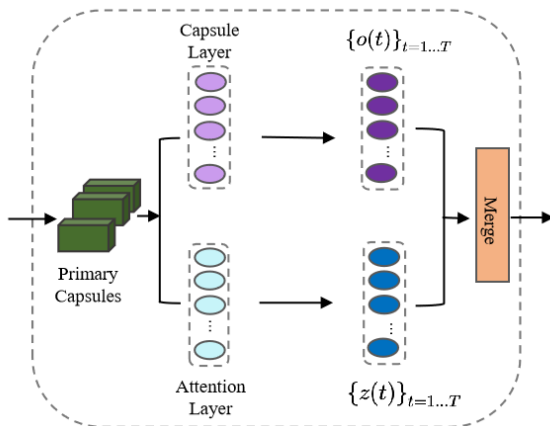 Capsule
Layer
{o(t)}_{t=1...T}
Primary
Capsules
Merge
Attention
Layer
{z(t)}_{t=1...T}